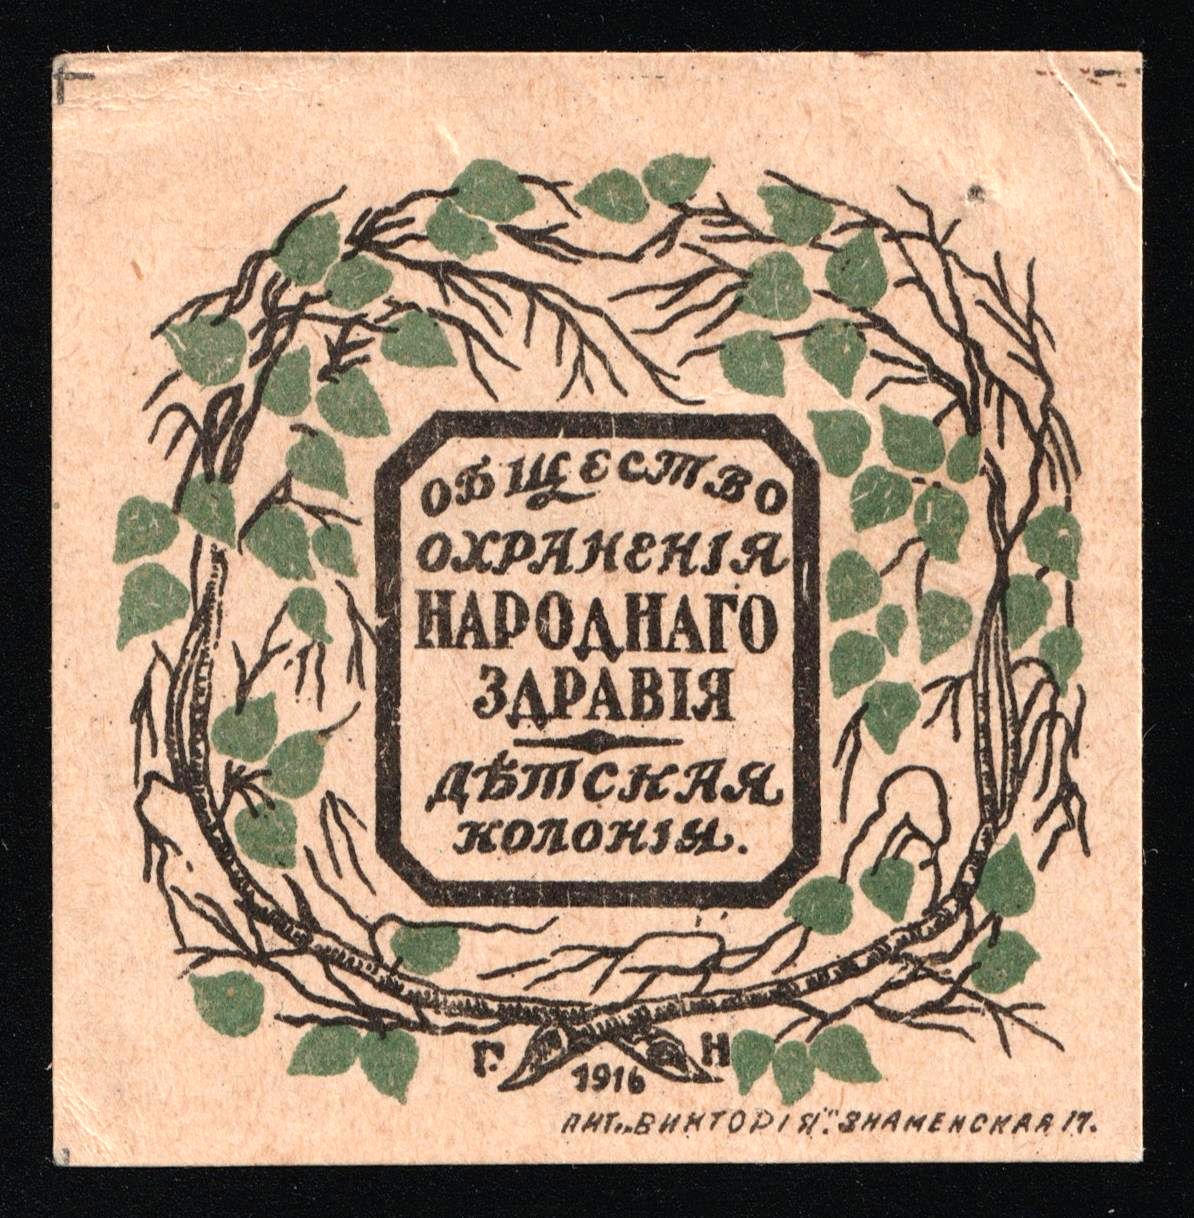 ОБЩЕСТВО
ОХРАНЕНІЯ
НАРОДНАГО
ЗДРАВІЯ
ДѢТСКАЯ
КОЛОНІЯ.
Г. Н
1916
ЛИТ. „ВИКТОРІЯ“. ЗНАМЕНСКАЯ 17.